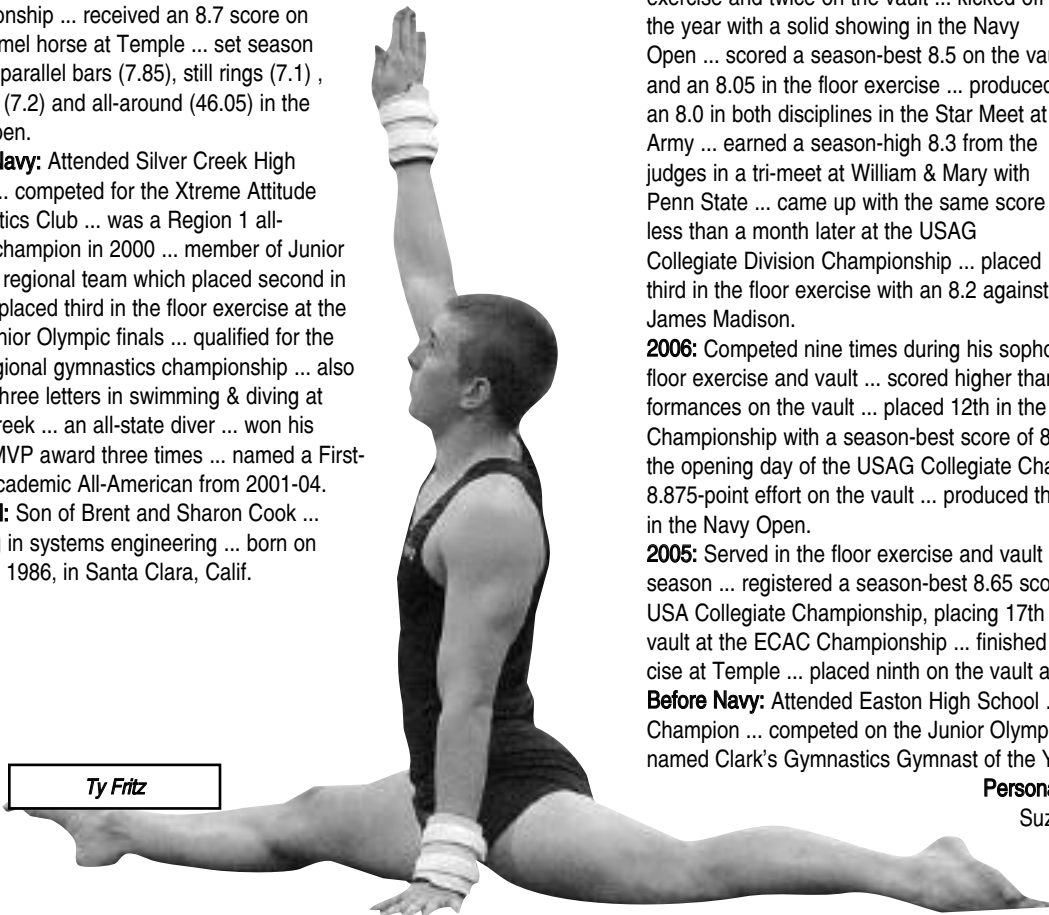 onship ... received an 8.7 score on
mel horse at Temple ... set season
parallel bars (7.85), still rings (7.1) ,
(7.2) and all-around (46.05) in the
pen.
Navy: Attended Silver Creek High
.. competed for the Xtreme Attitude
tics Club ... was a Region 1 all-
champion in 2000 ... member of Junior
regional team which placed second in
placed third in the floor exercise at the
nior Olympic finals ... qualified for the
gional gymnastics championship ... also
three letters in swimming & diving at
reek ... an all-state diver ... won his
MVP award three times ... named a First-
cademic All-American from 2001-04.
l: Son of Brent and Sharon Cook ...
g in systems engineering ... born on
1986, in Santa Clara, Calif.
Ty Fritz
exercise and twice on the vault ... kicked off
the year with a solid showing in the Navy
Open ... scored a season-best 8.5 on the vau
and an 8.05 in the floor exercise ... produced
an 8.0 in both disciplines in the Star Meet at
Army ... earned a season-high 8.3 from the
judges in a tri-meet at William & Mary with
Penn State ... came up with the same score
less than a month later at the USAG
Collegiate Division Championship ... placed
third in the floor exercise with an 8.2 against
James Madison.
2006: Competed nine times during his sopho
floor exercise and vault ... scored higher than
formances on the vault ... placed 12th in the
Championship with a season-best score of 8
the opening day of the USAG Collegiate Cha
8.875-point effort on the vault ... produced th
in the Navy Open.
2005: Served in the floor exercise and vault
season ... registered a season-best 8.65 sco
USA Collegiate Championship, placing 17th
vault at the ECAC Championship ... finished
cise at Temple ... placed ninth on the vault a
Before Navy: Attended Easton High School .
Champion ... competed on the Junior Olymp
named Clark's Gymnastics Gymnast of the Y
Persona
Suz